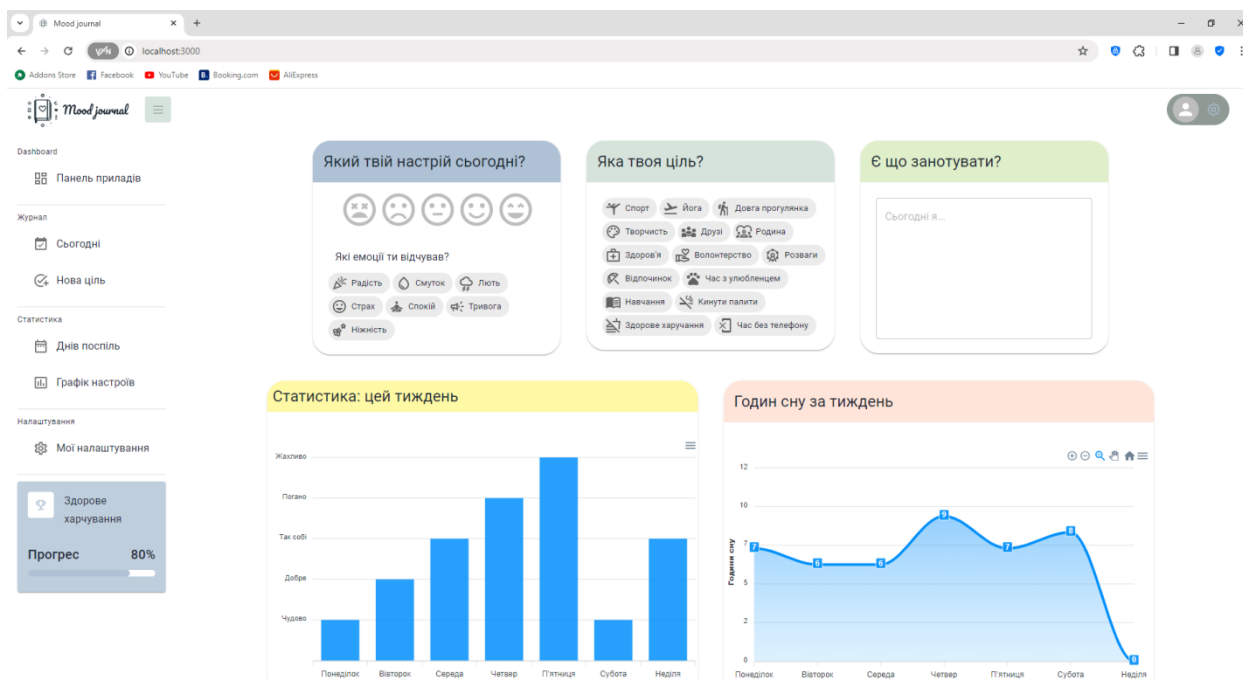 Mood journal
localhost:3000
Addons Store Facebook YouTube Booking.com AliExpress
Mood journal
Dashboard
Панель приладів
Журнал
Сьогодні
Нова ціль
Статистика
Днів поспіль
Графік настроїв
Налаштування
Мої налаштування
Здорове
харчування
Прогрес 80%
Який твій настрій сьогодні?
Які емоції ти відчував?
Радість Смуток Лють
Страх Спокій Тривога
Ніжність
Яка твоя ціль?
Спорт Йога Довга прогулянка
Творчисть Друзі Родина
Здоров'я Волонтерство Розваги
Відпочинок Час з улюбленцем
Навчання Кинути палити
Здорове харучання Час без телефону
Є що занотувати?
Сьогодні я...
Статистика: цей тиждень
Жахливо
Погано
Так собі
Добре
Чудово
Понеділок Вівторок Середа Четвер П'ятниця Субота Неділя
Годин сну за тиждень
Години сну
12
10
7
5
2
0
7 6 6 9 7 8 0
Понеділок Вівторок Середа Четвер П'ятниця Субота Неділя